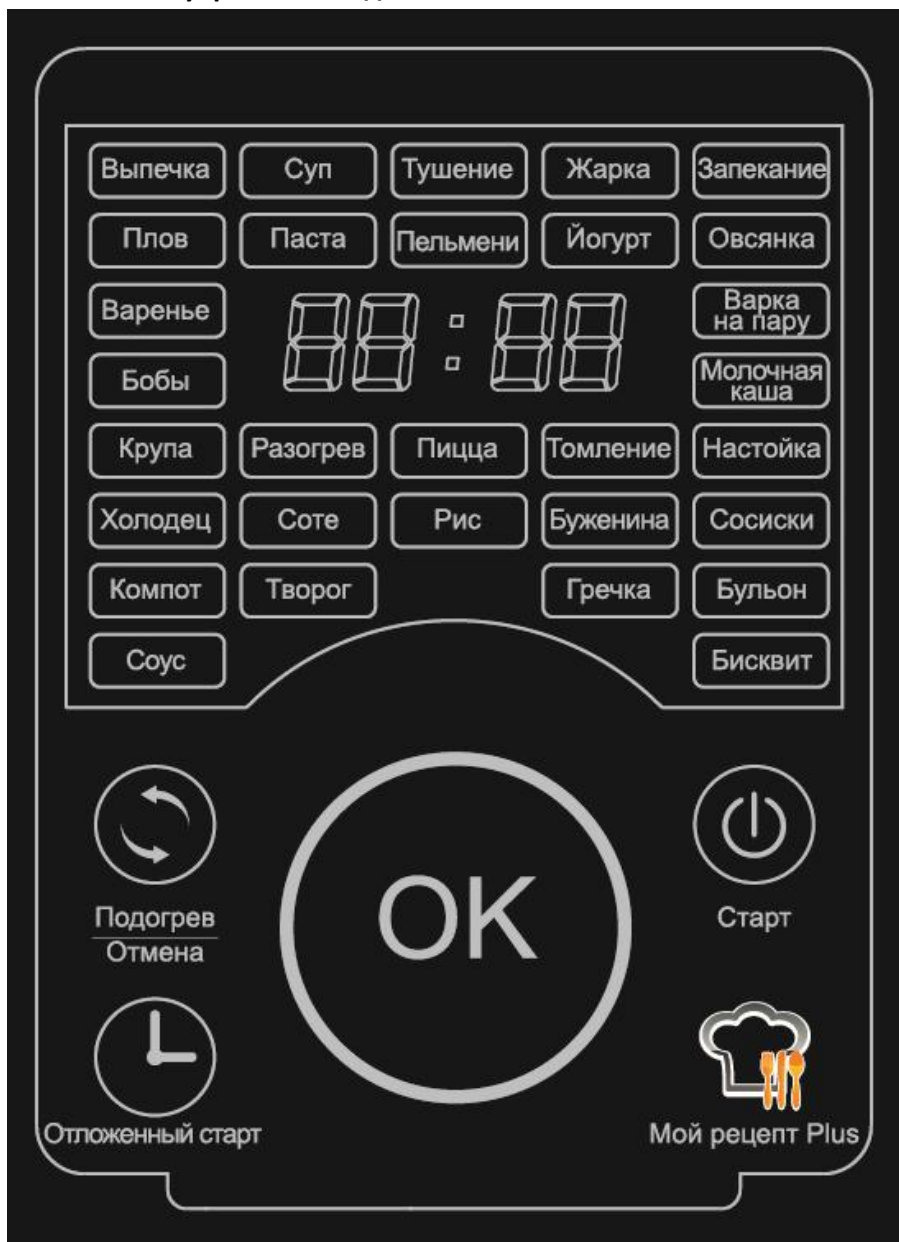 Выпечка Суп Тушение Жарка Запекание
Плов Паста Пельмени Йогурт Овсянка
Варенье 88:88 Варка
на пару
Бобы Молочная
каша
Крупа Разогрев Пицца Томление Настойка
Холодец Соте Рис Буженина Сосиски
Компот Творог Гречка Бульон
Соус Бисквит
OK
Подогрев
Отмена
Старт
Отложенный старт
Мой рецепт Plus